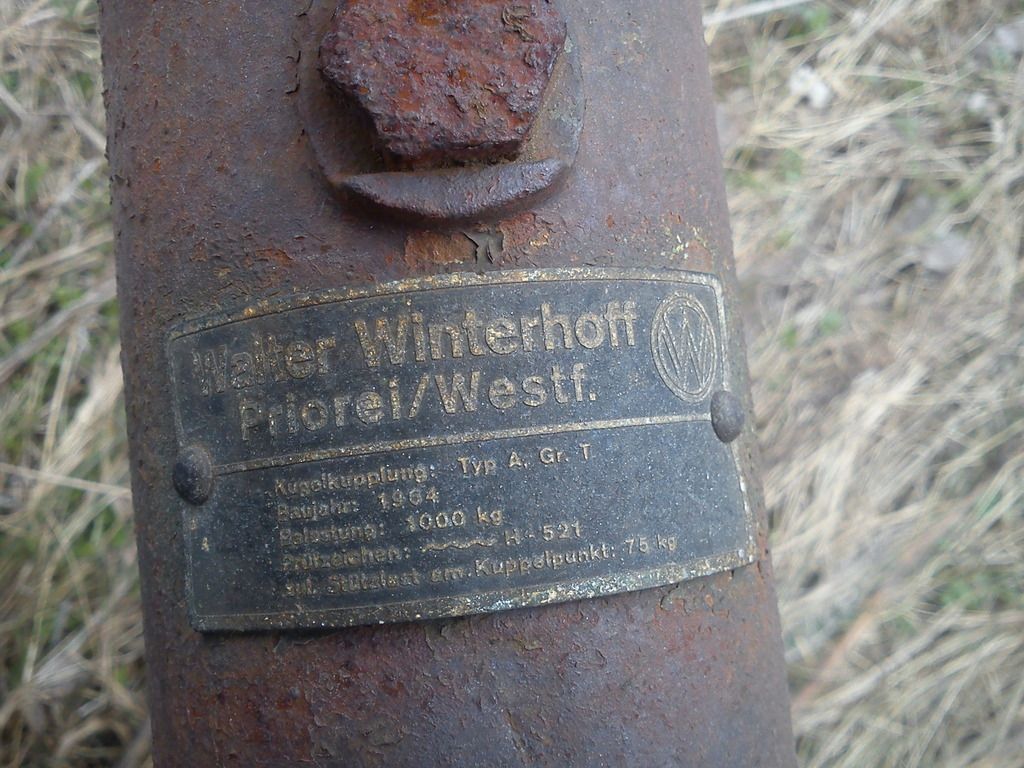 Walter Winterhoff
Priorei/Westf.
W
Kugelkupplung: Typ A. Gr. T
Baujahr: 1964
Belastung: 1000 kg
Prüfzeichen: H-521
zul. Stützlast am Kuppelpunkt: 75 kg